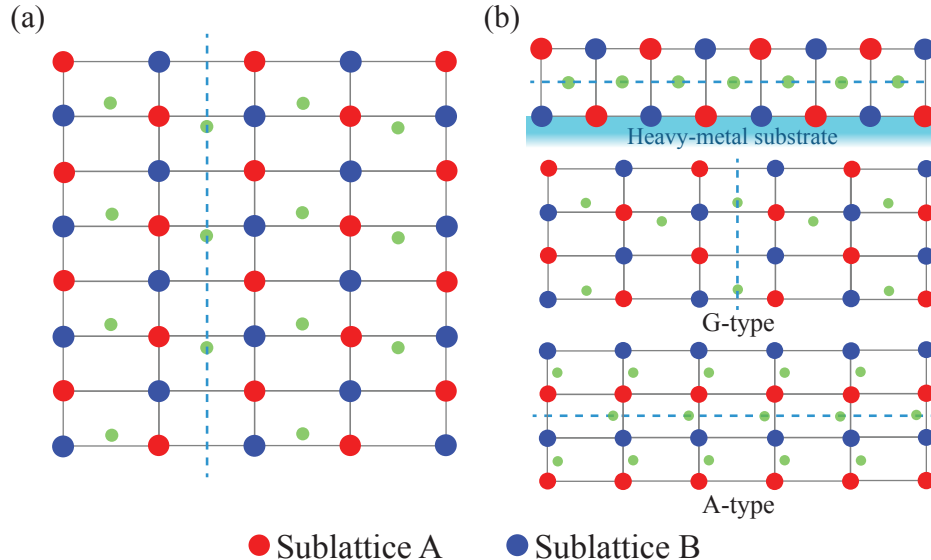 (a)
(b)
Heavy-metal substrate
G-type
A-type
Sublattice A
Sublattice B